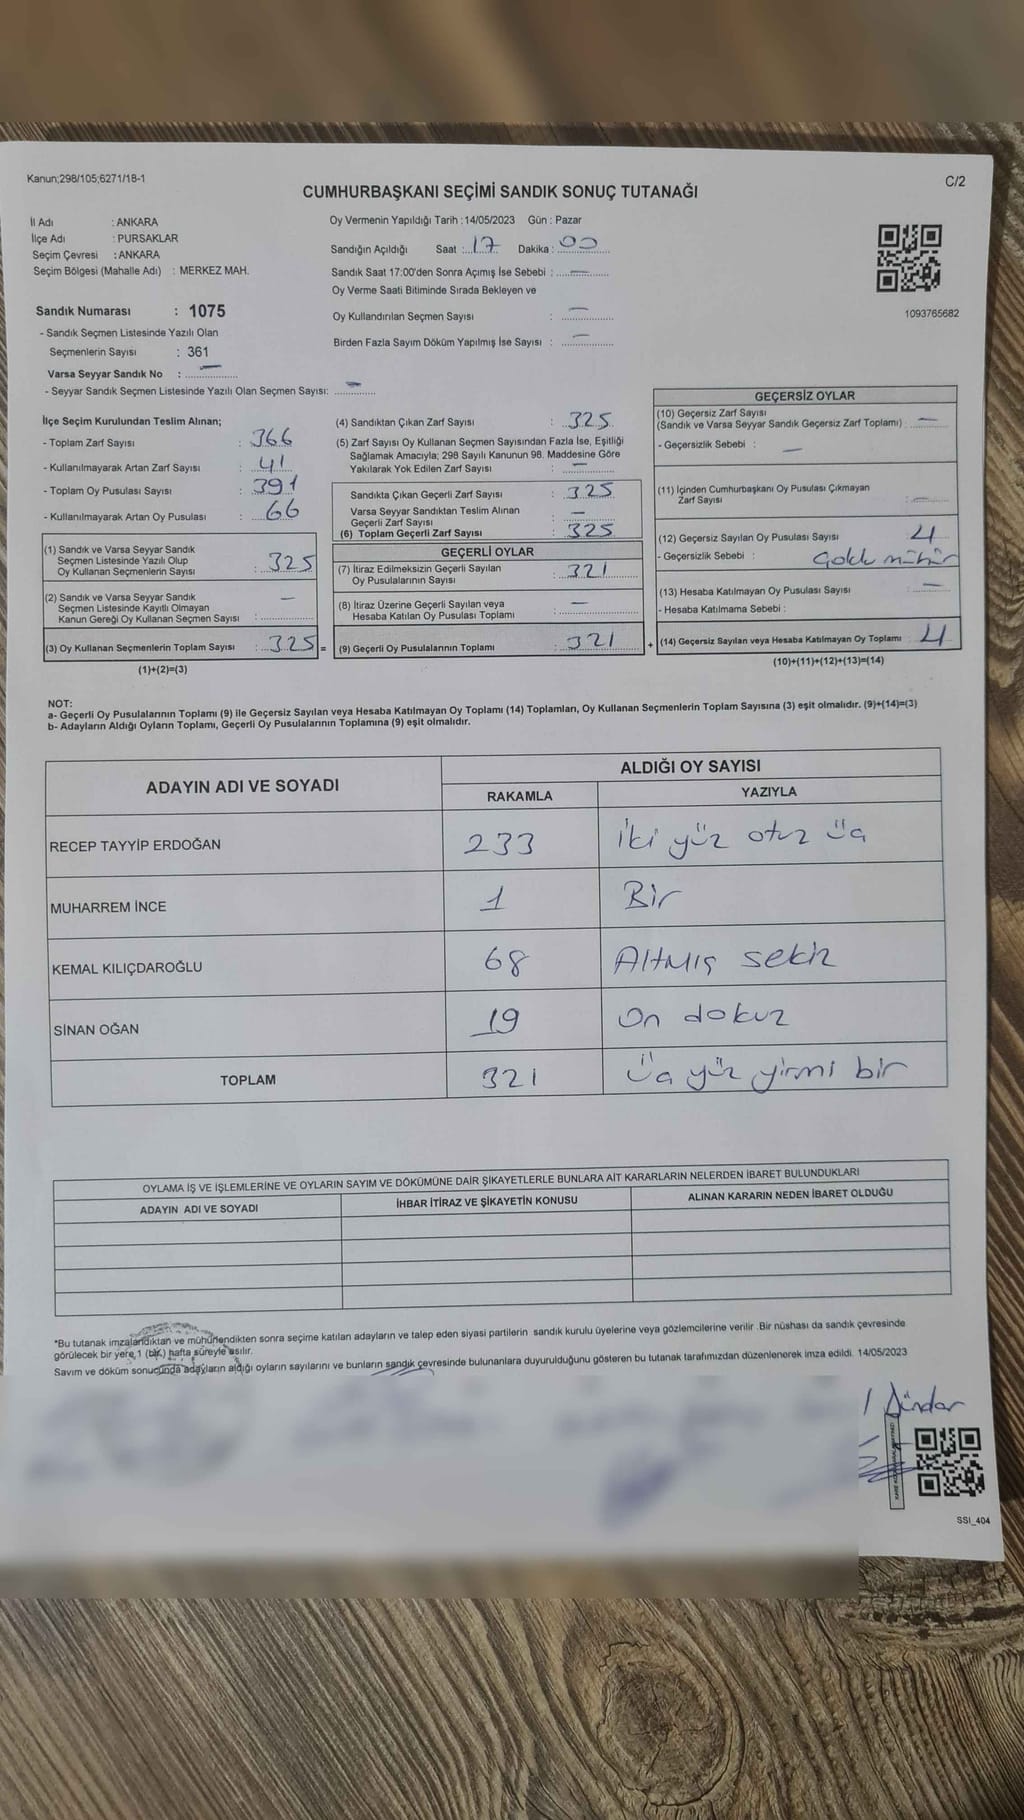 Kanun;298/105;6271/18-1
C/2
CUMHURBAŞKANI SEÇİMİ SANDIK SONUÇ TUTANAĞI
İl Adı : ANKARA
İlçe Adı : PURSAKLAR
Seçim Çevresi : ANKARA
Seçim Bölgesi (Mahalle Adı) : MERKEZ MAH.
Sandık Numarası : 1075
- Sandık Seçmen Listesinde Yazılı Olan
Seçmenlerin Sayısı : 361
Varsa Seyyar Sandık No : —
- Seyyar Sandık Seçmen Listesinde Yazılı Olan Seçmen Sayısı: —
Oy Vermenin Yapıldığı Tarih :14/05/2023 Gün : Pazar
Sandığın Açıldığı Saat : 17 Dakika : 00
Sandık Saat 17:00'den Sonra Açımış İse Sebebi : —
Oy Verme Saati Bitiminde Sırada Bekleyen ve
Oy Kullandırılan Seçmen Sayısı : —
Birden Fazla Sayım Döküm Yapılmış İse Sayısı : —
1093765682
İlçe Seçim Kurulundan Teslim Alınan;
- Toplam Zarf Sayısı : 366
- Kullanılmayarak Artan Zarf Sayısı : 41
- Toplam Oy Pusulası Sayısı : 391
- Kullanılmayarak Artan Oy Pusulası : 66
(1) Sandık ve Varsa Seyyar Sandık
Seçmen Listesinde Yazılı Olup
Oy Kullanan Seçmenlerin Sayısı : 325
(2) Sandık ve Varsa Seyyar Sandık
Seçmen Listesinde Kayıtlı Olmayan
Kanun Gereği Oy Kullanan Seçmen Sayısı : —
(3) Oy Kullanan Seçmenlerin Toplam Sayısı : 325 =
(1)+(2)=(3)
(4) Sandıktan Çıkan Zarf Sayısı : 325
(5) Zarf Sayısı Oy Kullanan Seçmen Sayısından Fazla İse, Eşitliği
Sağlamak Amacıyla; 298 Sayılı Kanunun 98. Maddesine Göre
Yakılarak Yok Edilen Zarf Sayısı : —
Sandıkta Çıkan Geçerli Zarf Sayısı : 325
Varsa Seyyar Sandıktan Teslim Alınan : —
Geçerli Zarf Sayısı
(6) Toplam Geçerli Zarf Sayısı : 325
GEÇERLİ OYLAR
(7) İtiraz Edilmeksizin Geçerli Sayılan
Oy Pusulalarının Sayısı : 321
(8) İtiraz Üzerine Geçerli Sayılan veya
Hesaba Katılan Oy Pusulası Toplamı : —
(9) Geçerli Oy Pusulalarının Toplamı : 321 +
GEÇERSİZ OYLAR
(10) Geçersiz Zarf Sayısı
(Sandık ve Varsa Seyyar Sandık Geçersiz Zarf Toplamı) : —
- Geçersizlik Sebebi : —
(11) İçinden Cumhurbaşkanı Oy Pusulası Çıkmayan
Zarf Sayısı : —
(12) Geçersiz Sayılan Oy Pusulası Sayısı : 4
- Geçersizlik Sebebi : Çoklu mühür
(13) Hesaba Katılmayan Oy Pusulası Sayısı : —
- Hesaba Katılmama Sebebi :
(14) Geçersiz Sayılan veya Hesaba Katılmayan Oy Toplamı : 4
(10)+(11)+(12)+(13)=(14)
NOT:
a- Geçerli Oy Pusulalarının Toplamı (9) ile Geçersiz Sayılan veya Hesaba Katılmayan Oy Toplamı (14) Toplamları, Oy Kullanan Seçmenlerin Toplam Sayısına (3) eşit olmalıdır. (9)+(14)=(3)
b- Adayların Aldığı Oyların Toplamı, Geçerli Oy Pusulalarının Toplamına (9) eşit olmalıdır.
ADAYIN ADI VE SOYADI
ALDIĞI OY SAYISI
RAKAMLA YAZIYLA
RECEP TAYYİP ERDOĞAN 233 İki yüz otuz üç
MUHARREM İNCE 1 Bir
KEMAL KILIÇDAROĞLU 68 Altmış sekiz
SİNAN OĞAN 19 On dokuz
TOPLAM 321 Üç yüz yirmi bir
OYLAMA İŞ VE İŞLEMLERİNE VE OYLARIN SAYIM VE DÖKÜMÜNE DAİR ŞİKAYETLERLE BUNLARA AİT KARARLARIN NELERDEN İBARET BULUNDUKLARI
ADAYIN ADI VE SOYADI İHBAR İTİRAZ VE ŞİKAYETİN KONUSU ALINAN KARARIN NEDEN İBARET OLDUĞU
*Bu tutanak imzalandıktan ve mühürlendikten sonra seçime katılan adayların ve talep eden siyasi partilerin sandık kurulu üyelerine veya gözlemcilerine verilir .Bir nüshası da sandık çevresinde
görülecek bir yere 1 (bir) hafta süreyle asılır.
Sayım ve döküm sonucunda adayların aldığı oyların sayılarını ve bunların sandık çevresinde bulunanlara duyurulduğunu gösteren bu tutanak tarafımızdan düzenlenerek imza edildi. 14/05/2023
Dündar
SSI_404